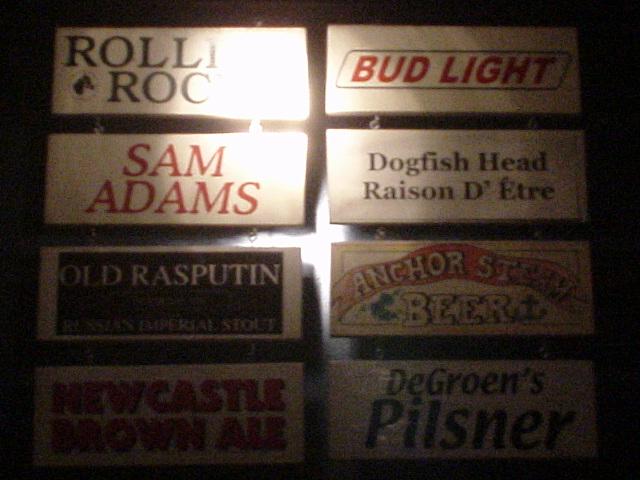 ROLLI
ROC
BUD LIGHT
SAM
ADAMS
Dogfish Head
Raison D' Être
OLD RASPUTIN
RUSSIAN IMPERIAL STOUT
ANCHOR STEAM
BEER
NEWCASTLE
BROWN ALE
DeGroen's
Pilsner